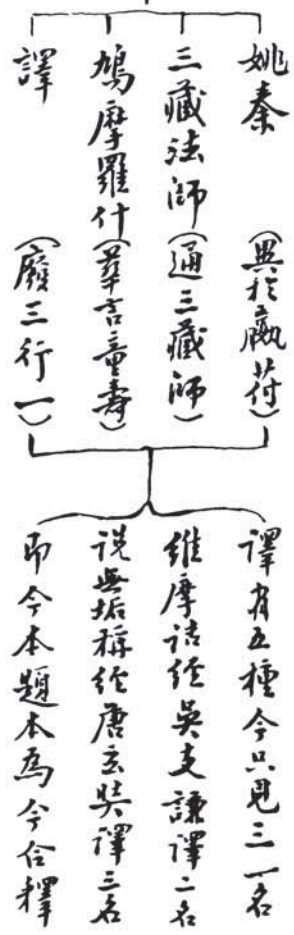 姚秦(異於嬴苻)
三藏法師(通三藏師)
鳩摩羅什(華言童壽)
譯(廢三行一)
譯有五種今只見三一名
維摩詰經吳支謙譯二名
說無垢稱經唐玄奘譯三名
即今本題本為今合釋